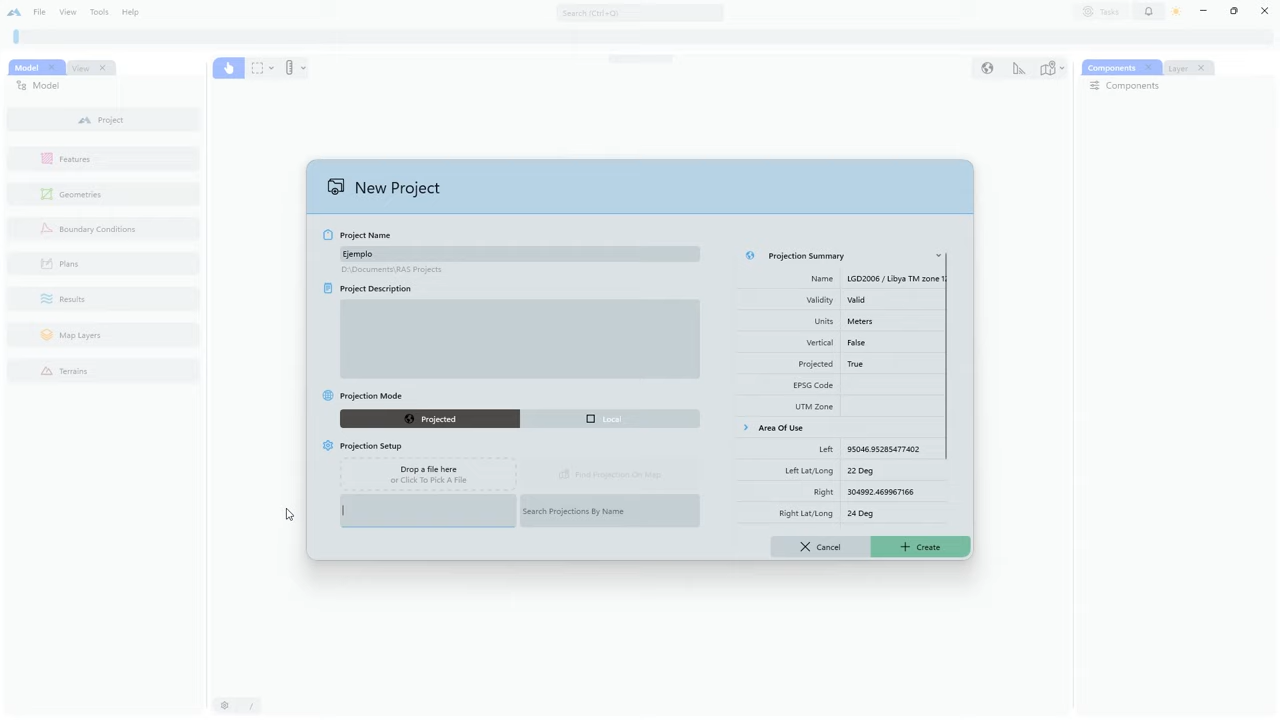 File View Tools Help
Search (Ctrl+Q)
Tasks
Model
View
Model
Project
Features
Geometries
Boundary Conditions
Plans
Results
Map Layers
Terrains
Components
Layer
Components
New Project
Project Name
Ejemplo
D:\Documents\RAS Projects
Project Description
Projection Mode
Projected
Local
Projection Setup
Drop a file here
or Click To Pick A File
Find Projection On Map
Search Projections By Name
Projection Summary
Name LGD2006 / Libya TM zone 12
Validity Valid
Units Meters
Vertical False
Projected True
EPSG Code
UTM Zone
Area Of Use
Left 95046.95285477402
Left Lat/Long 22 Deg
Right 304992.469967166
Right Lat/Long 24 Deg
Cancel
Create
/